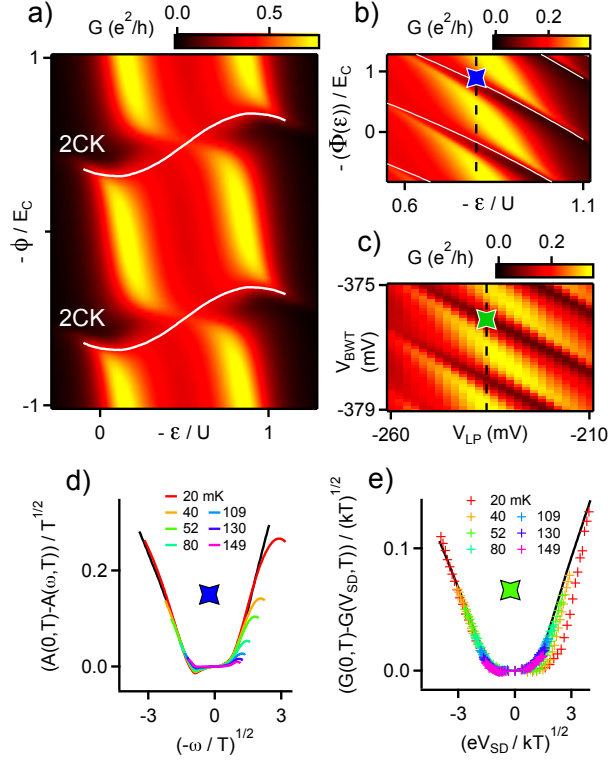 a)
G (e²/h)
0.0
0.5
1
2CK
- ϕ / E_C
2CK
-1
0
1
- ε / U
b)
G (e²/h)
0.0
0.2
1
0
- ⟨Φ(ε)⟩ / E_C
0.6
1.1
- ε / U
c)
G (e²/h)
0.0
0.2
-375
V_BWT
(mV)
-379
-260
-210
V_LP (mV)
d)
20 mK
40
109
52
130
80
149
0.2
0.0
(A(0,T)-A(ω,T)) / T^1/2
-3
0
3
(-ω / T)^1/2
e)
20 mK
40
109
52
130
80
149
0.1
0.0
(G(0,T)-G(V_SD,T)) / (kT)^1/2
-3
0
3
(eV_SD / kT)^1/2